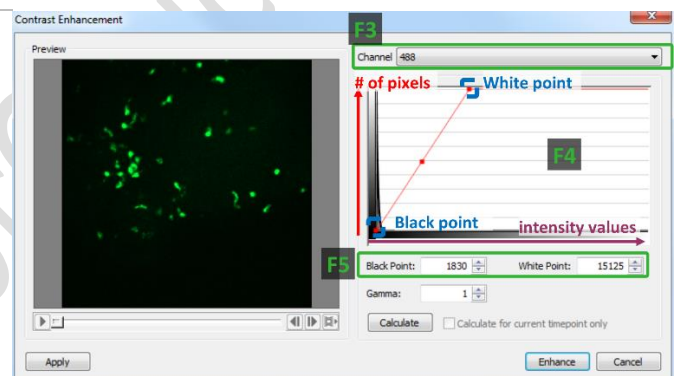 Contrast Enhancement
F3
Preview
Channel 488
# of pixels
White point
F4
Black point
intensity values
F5
Black Point: 1830 White Point: 15125
Gamma: 1
Calculate Calculate for current timepoint only
Apply Enhance Cancel